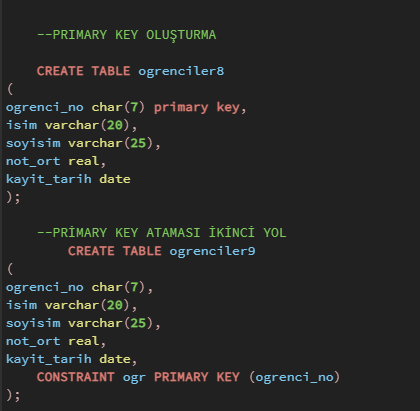 --PRIMARY KEY OLUŞTURMA
CREATE TABLE ogrenciler8
(
ogrenci_no char(7) primary key,
isim varchar(20),
soyisim varchar(25),
not_ort real,
kayit_tarih date
);
--PRİMARY KEY ATAMASI İKİNCİ YOL
CREATE TABLE ogrenciler9
(
ogrenci_no char(7),
isim varchar(20),
soyisim varchar(25),
not_ort real,
kayit_tarih date,
CONSTRAINT ogr PRIMARY KEY (ogrenci_no)
);